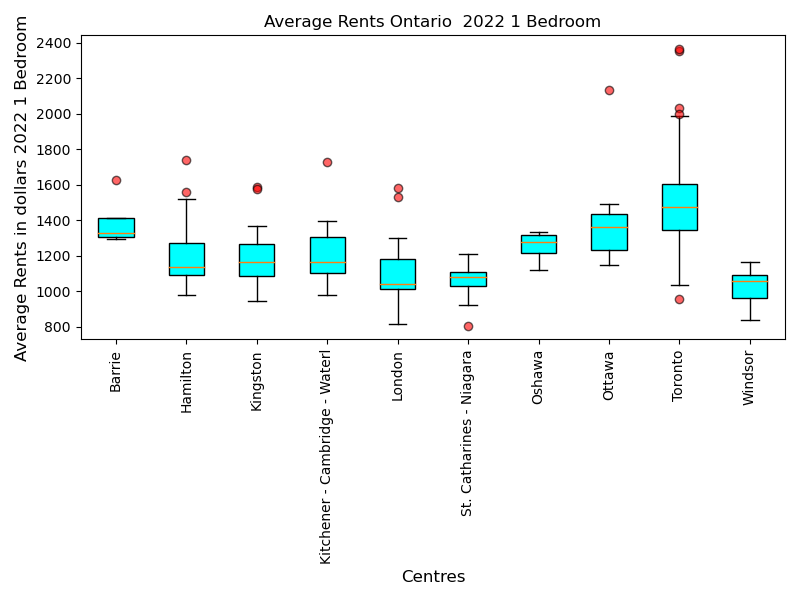 Average Rents Ontario  2022 1 Bedroom
Average Rents in dollars 2022 1 Bedroom
2400
2200
2000
1800
1600
1400
1200
1000
800
Barrie
Hamilton
Kingston
Kitchener - Cambridge - Waterl
London
St. Catharines - Niagara
Oshawa
Ottawa
Toronto
Windsor
Centres